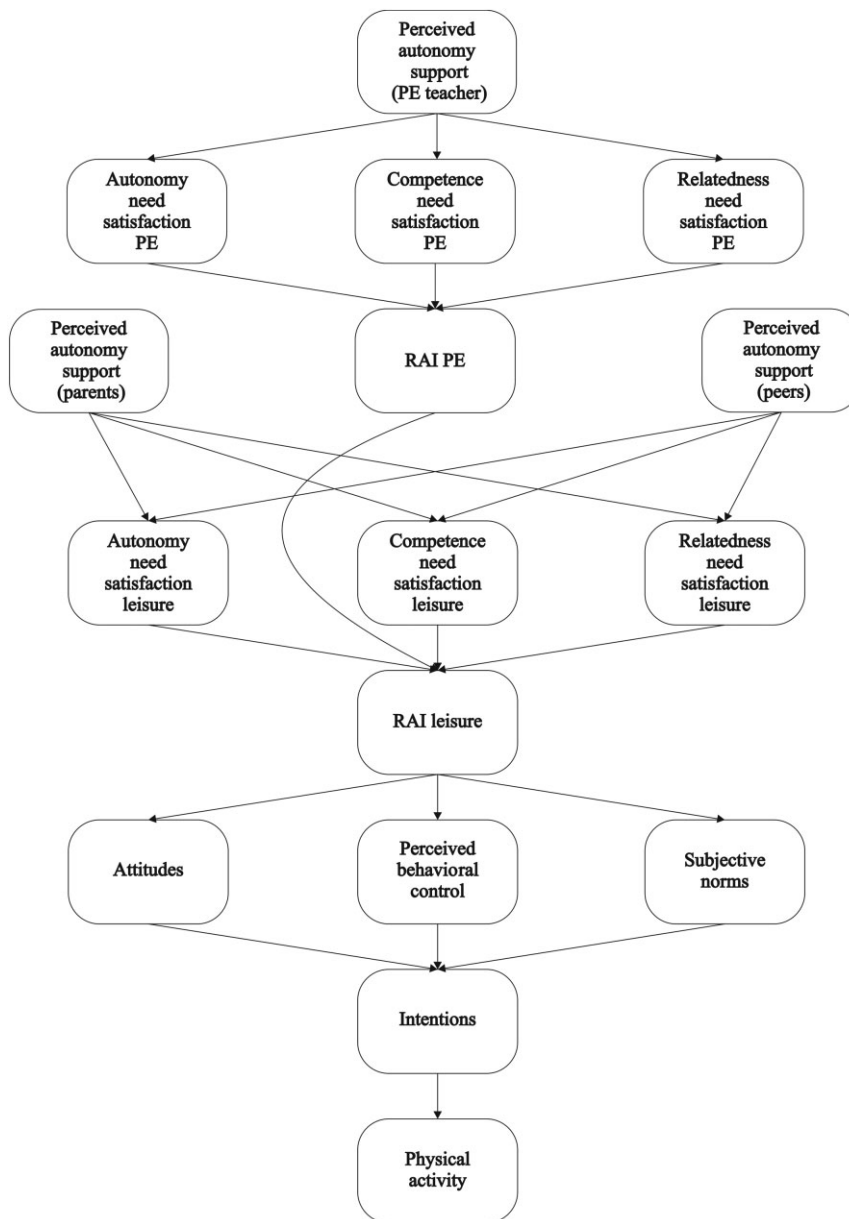 Perceived
autonomy
support
(PE teacher)
Autonomy
need
satisfaction
PE
Competence
need
satisfaction
PE
Relatedness
need
satisfaction
PE
Perceived
autonomy
support
(parents)
RAI PE
Perceived
autonomy
support
(peers)
Autonomy
need
satisfaction
leisure
Competence
need
satisfaction
leisure
Relatedness
need
satisfaction
leisure
RAI leisure
Attitudes
Perceived
behavioral
control
Subjective
norms
Intentions
Physical
activity